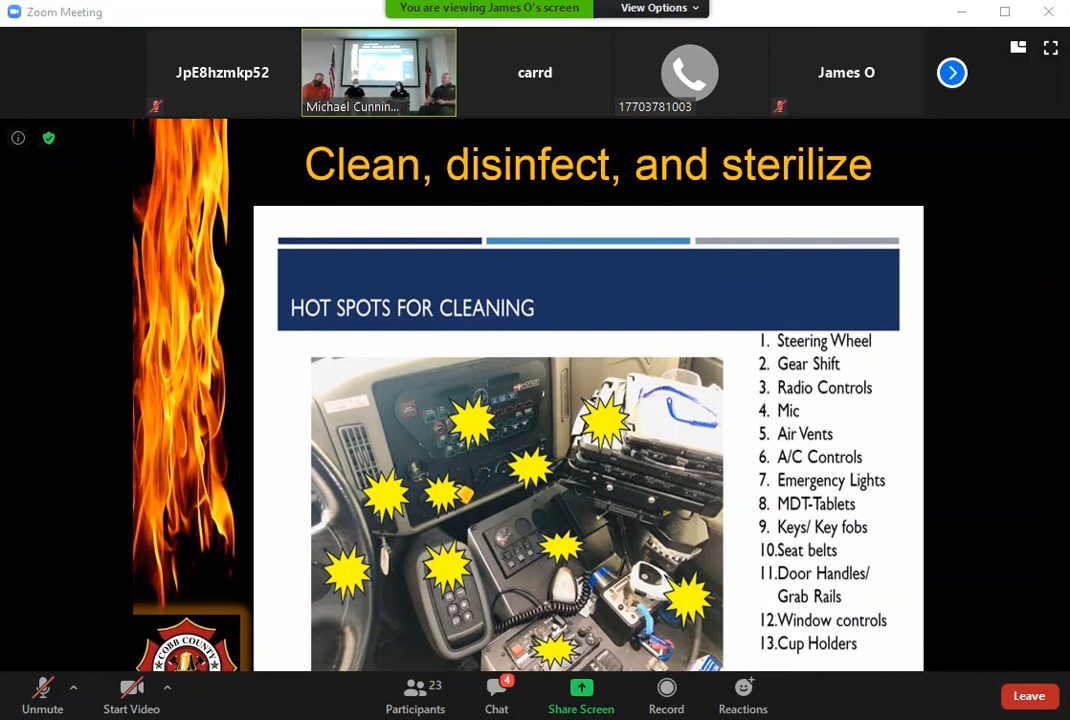 Zoom Meeting
You are viewing James O's screen
View Options
JpE8hzmkp52
Michael Cunnin...
carrd
17703781003
James O
Clean, disinfect, and sterilize
HOT SPOTS FOR CLEANING
1. Steering Wheel
2. Gear Shift
3. Radio Controls
4. Mic
5. Air Vents
6. A/C Controls
7. Emergency Lights
8. MDT-Tablets
9. Keys/ Key fobs
10.Seat belts
11.Door Handles/
Grab Rails
12.Window controls
13.Cup Holders
COBB COUNTY
Unmute
Start Video
23
Participants
4
Chat
Share Screen
Record
Reactions
Leave